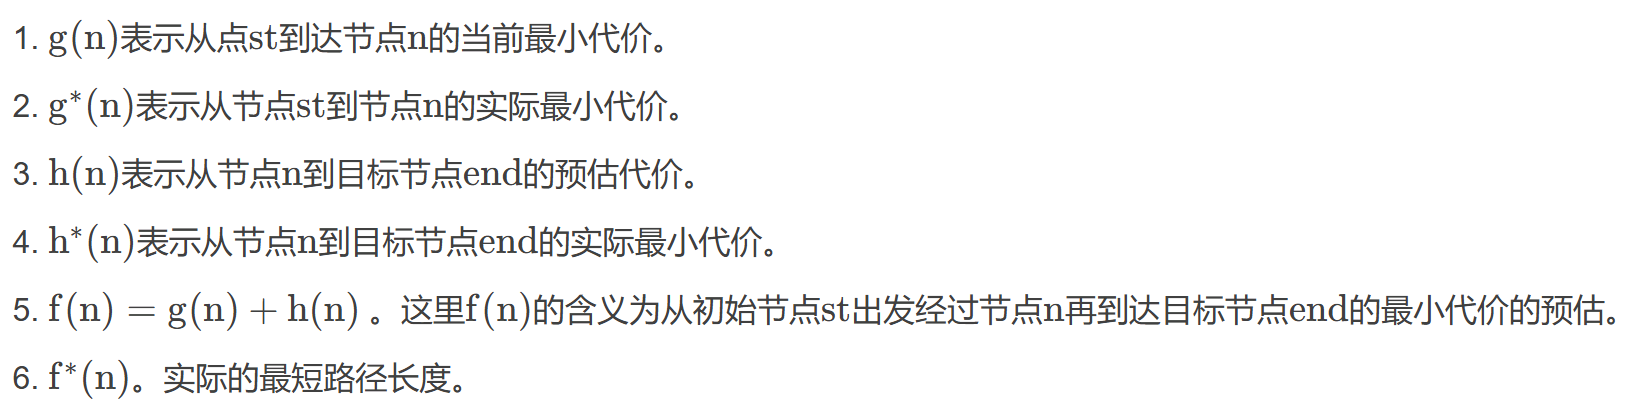 1. g(n)表示从点st到达节点n的当前最小代价。
2. g*(n)表示从节点st到节点n的实际最小代价。
3. h(n)表示从节点n到目标节点end的预估代价。
4. h*(n)表示从节点n到目标节点end的实际最小代价。
5. f(n) = g(n) + h(n) 。这里f(n)的含义为从初始节点st出发经过节点n再到达目标节点end的最小代价的预估。
6. f*(n)。实际的最短路径长度。